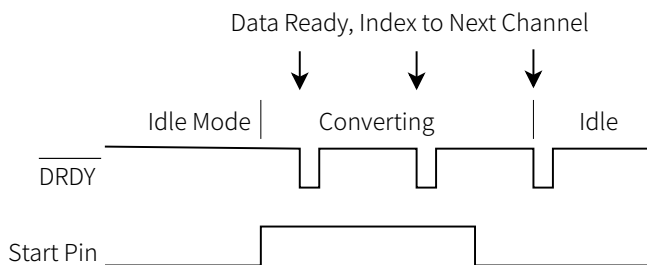 Data Ready, Index to Next Channel
Idle Mode
Converting
Idle
DRDY
Start Pin